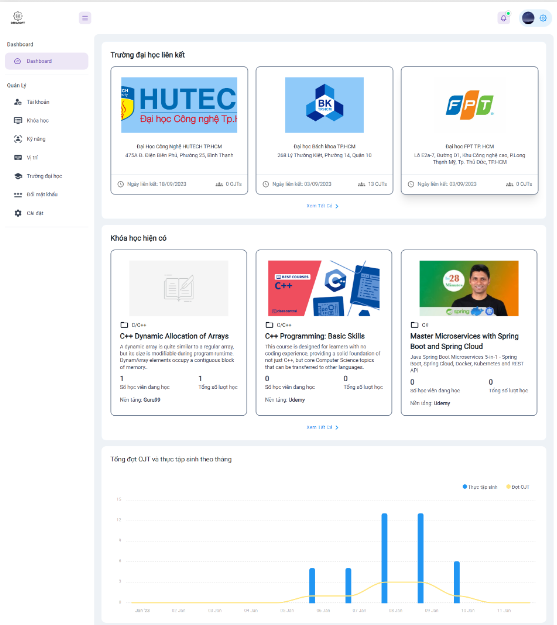 Dashboard
Dashboard
Quản Lý
Tài khoản
Khóa học
Kỹ năng
Vị trí
Trường đại học
Đổi mật khẩu
Cài đặt
Trường đại học liên kết
HUTECH
Đại học Công nghệ Tp.H
Đại Học Công nghệ HUTECH TP.HCM
475A Đ. Điện Biên Phủ, Phường 25, Bình Thạnh
Ngày liên kết: 18/09/2023
0 OJTs
BK
TP.HCM
Đại học Bách khoa TP.HCM
268 Lý Thường Kiệt, Phường 14, Quận 10
Ngày liên kết: 03/09/2023
13 OJTs
FPT
Đại học FPT TP. HCM
Lô E2a-7, Đường D1, Khu Công nghệ cao, P.Long
Thạnh Mỹ, Tp. Thủ Đức, TP.HCM
Ngày liên kết: 03/09/2023
0 OJTs
Xem Tất Cả
Khóa học hiện có
C/C++
C++ Dynamic Allocation of Arrays
A dynamic array is quite similar to a regular array,
but its size is modifiable during program runtime.
DynamArray elements occupy a contiguous block
of memory.
1
Số học viên đang học
1
Tổng số lượt học
Nền tảng: Guru99
BASIC COURSES
C++
C/C++
C++ Programming: Basic Skills
This course is designed for learners with no
coding experience, providing a solid foundation of
not just C++, but core Computer Science topics
that can be transferred to other languages.
0
Số học viên đang học
0
Tổng số lượt học
Nền tảng: Udemy
28
spring
C#
Master Microservices with Spring
Boot and Spring Cloud
Java Spring Boot Microservices 5-in-1 - Spring
Boot, Spring Cloud, Docker, Kubernetes and REST
API.
0
Số học viên đang học
0
Tổng số lượt học
Nền tảng: Udemy
Xem Tất Cả
Tổng đợt OJT và thực tập sinh theo tháng
Thực tập sinh
Đợt OJT
15
12
9
6
3
0